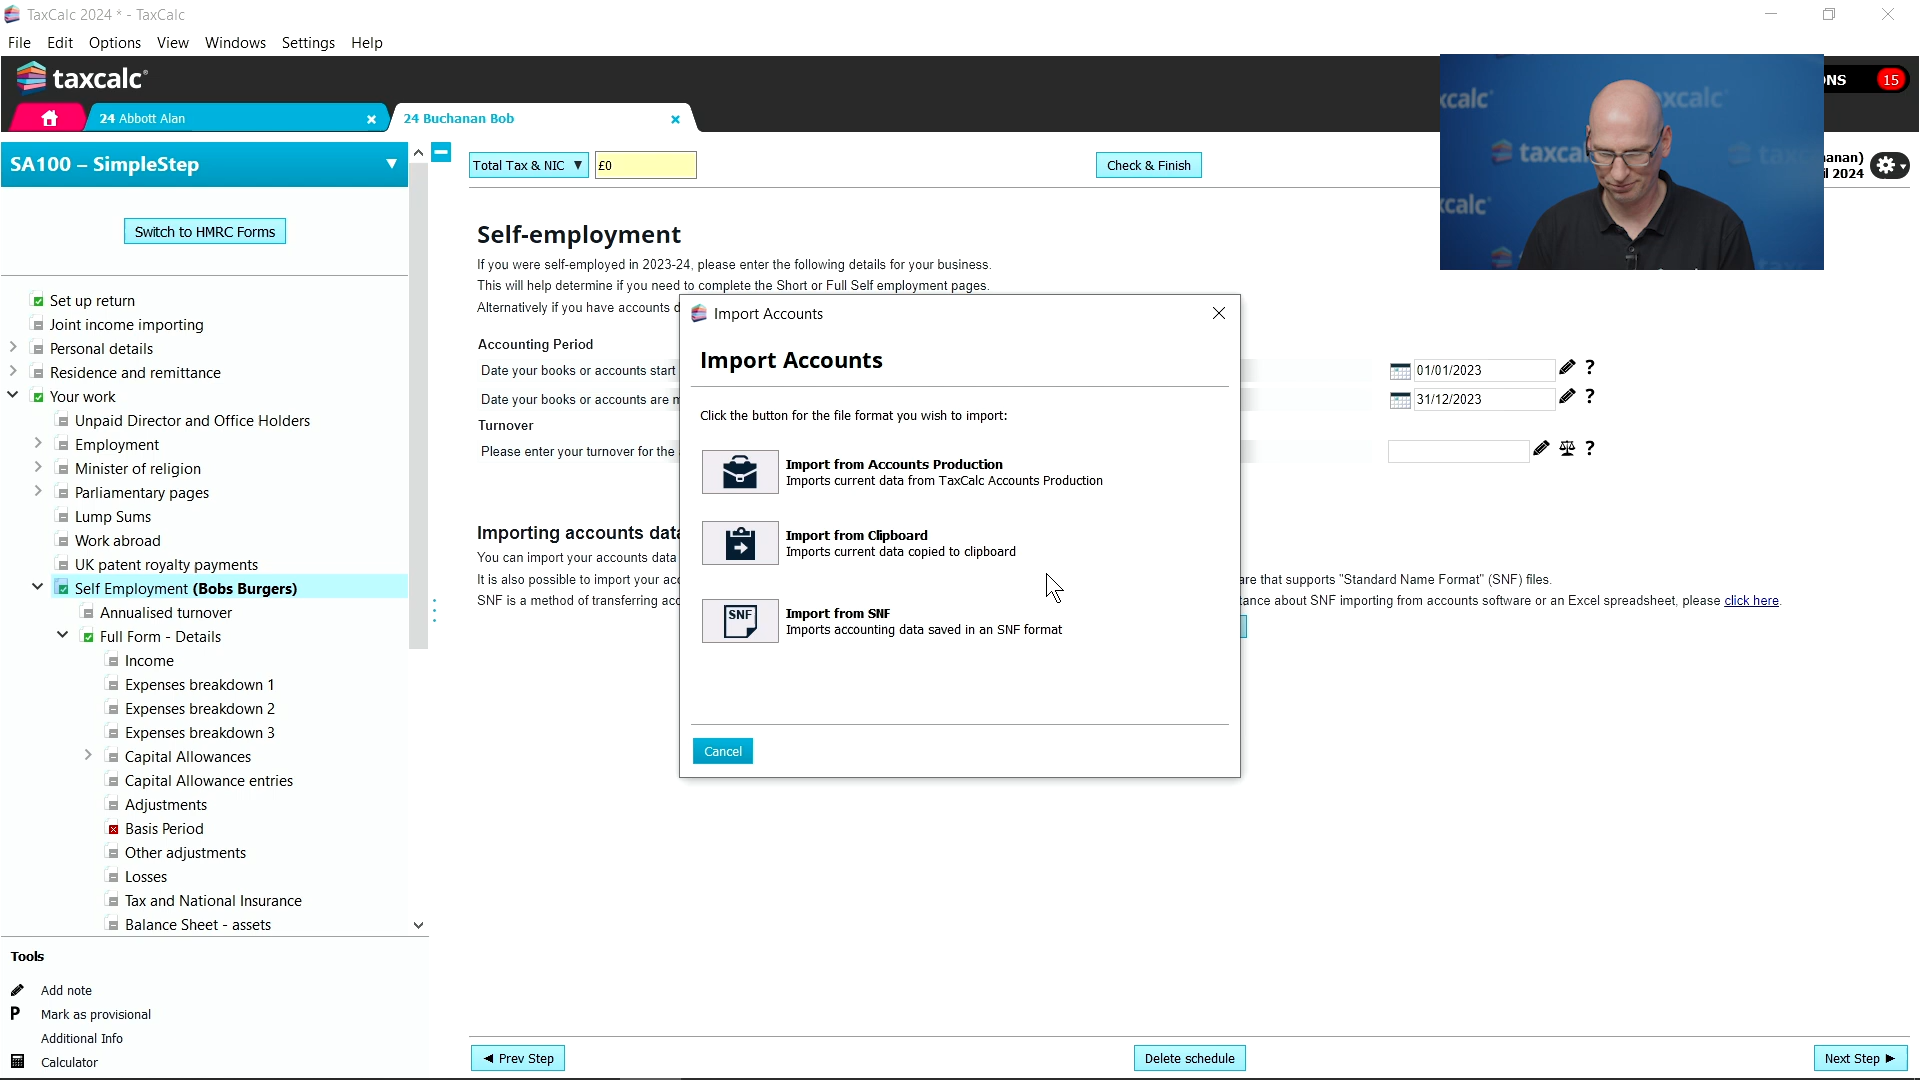 TaxCalc 2024 * - TaxCalc
File Edit Options View Windows Settings Help
taxcalc
24 Abbott Alan
24 Buchanan Bob
15
SA100 – SimpleStep
Total Tax & NIC
£0
Check & Finish
2024
Switch to HMRC Forms
Set up return
Joint income importing
Personal details
Residence and remittance
Your work
Unpaid Director and Office Holders
Employment
Minister of religion
Parliamentary pages
Lump Sums
Work abroad
UK patent royalty payments
Self Employment (Bobs Burgers)
Annualised turnover
Full Form - Details
Income
Expenses breakdown 1
Expenses breakdown 2
Expenses breakdown 3
Capital Allowances
Capital Allowance entries
Adjustments
Basis Period
Other adjustments
Losses
Tax and National Insurance
Balance Sheet - assets
Tools
Add note
P Mark as provisional
Additional Info
Calculator
Self-employment
If you were self-employed in 2023-24, please enter the following details for your business.
This will help determine if you need to complete the Short or Full Self employment pages.
Alternatively if you have accounts
Accounting Period
Date your books or accounts start
01/01/2023
?
Date your books or accounts are
31/12/2023
?
Turnover
Please enter your turnover for the
?
Importing accounts
You can import your accounts data
It is also possible to import your
that supports "Standard Name Format" (SNF) files.
SNF is a method of transferring
about SNF importing from accounts software or an Excel spreadsheet, please click here.
Import Accounts
Import Accounts
Click the button for the file format you wish to import:
Import from Accounts Production
Imports current data from TaxCalc Accounts Production
Import from Clipboard
Imports current data copied to clipboard
SNF
Import from SNF
Imports accounting data saved in an SNF format
Cancel
Prev Step
Delete schedule
Next Step